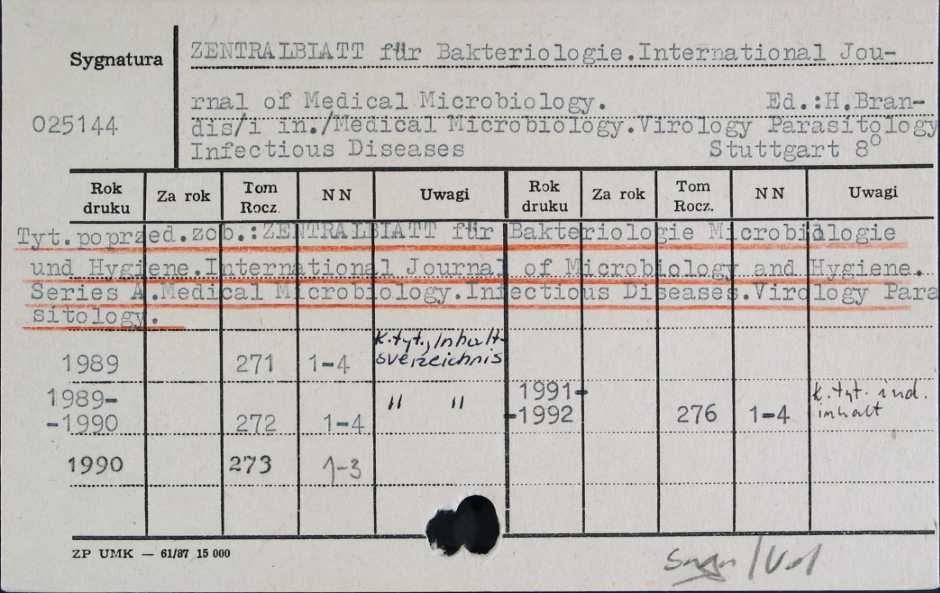 Sygnatura
ZENTRALBIATT für Bakteriologie.International Jou-
rnal of Medical Microbiology. Ed.:H.Bran-
025144
dis/i in./Medical Microbiology.Virology Parasitology
Infectious Diseases Stuttgart 8⁰
Rok druku Za rok Tom Rocz. NN Uwagi Rok druku Za rok Tom Rocz. NN Uwagi
Tyt.poprzed.zob.:ZENTRALBIATT für Bakteriologie Microbiologie
und Hygiene.International Journal of Microbiology and Hygiene.
Series A.Medical Microbiology.Infectious Diseases.Virology Para
sitology.
1989 271 1-4 K.tyt., Inhalt-
sverzeichnis
1989-
-1990 272 1-4 " "
1991-
-1992 276 1-4 K.tyt. ind.
inhalt
1990 273 1-3
ZP UMK — 61/87 15 000